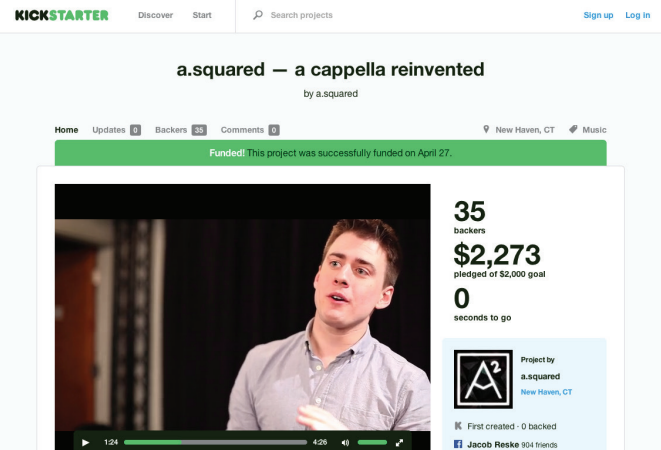 KICKSTARTER Discover Start Search projects Sign up Log in
a.squared — a cappella reinvented
by a.squared
Home Updates 0 Backers 35 Comments 0 New Haven, CT Music
Funded! This project was successfully funded on April 27.
35
backers
$2,273
pledged of $2,000 goal
0
seconds to go
A2
Project by
a.squared
New Haven, CT
First created · 0 backed
Jacob Reske 904 friends
1:24 4:26